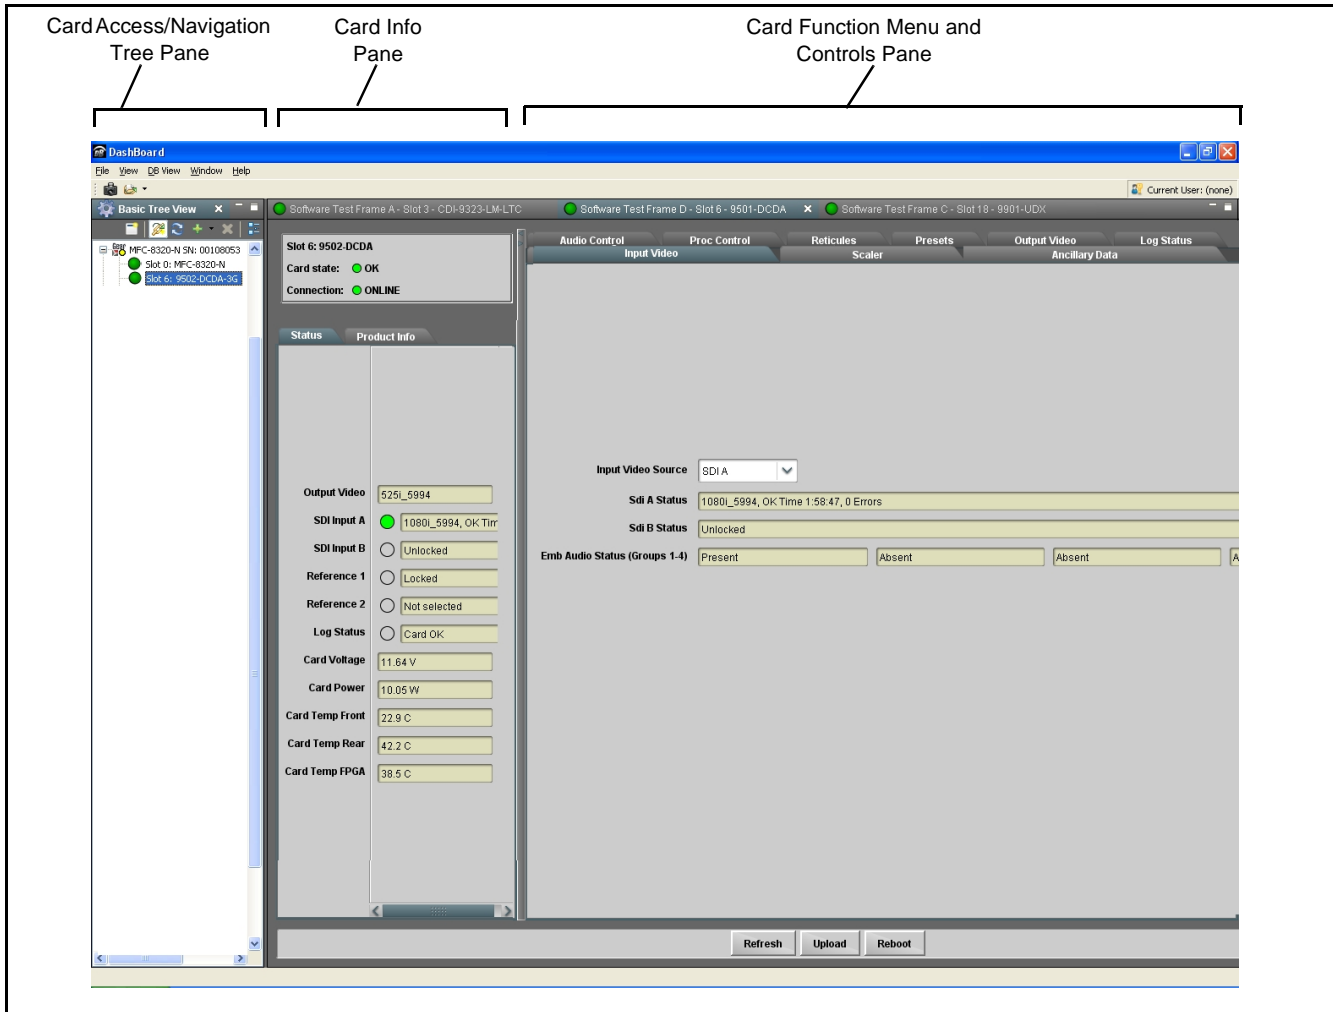 Card Access/Navigation
Tree Pane
Card Info
Pane
Card Function Menu and
Controls Pane
DashBoard
File View DB View Window Help
Current User: (none)
Basic Tree View
Software Test Frame A - Slot 3 - CDI-9323-LM-LTC
Software Test Frame D - Slot 6 - 9501-DCDA
Software Test Frame C - Slot 18 - 9901-UDX
MFC-8320-N SN: 00108053
Slot 0: MFC-8320-N
Slot 6: 9502-DCDA-3G
Slot 6: 9502-DCDA
Card state: OK
Connection: ONLINE
Status Product Info
Output Video 525i_5994
SDI Input A 1080i_5994, OK Tim
SDI Input B Unlocked
Reference 1 Locked
Reference 2 Not selected
Log Status Card OK
Card Voltage 11.64 V
Card Power 10.05 W
Card Temp Front 22.9 C
Card Temp Rear 42.2 C
Card Temp FPGA 38.5 C
Audio Control Proc Control Reticules Presets Output Video Log Status
Input Video Scaler Ancillary Data
Input Video Source SDI A
Sdi A Status 1080i_5994, OK Time 1:58:47, 0 Errors
Sdi B Status Unlocked
Emb Audio Status (Groups 1-4) Present Absent Absent A
Refresh Upload Reboot